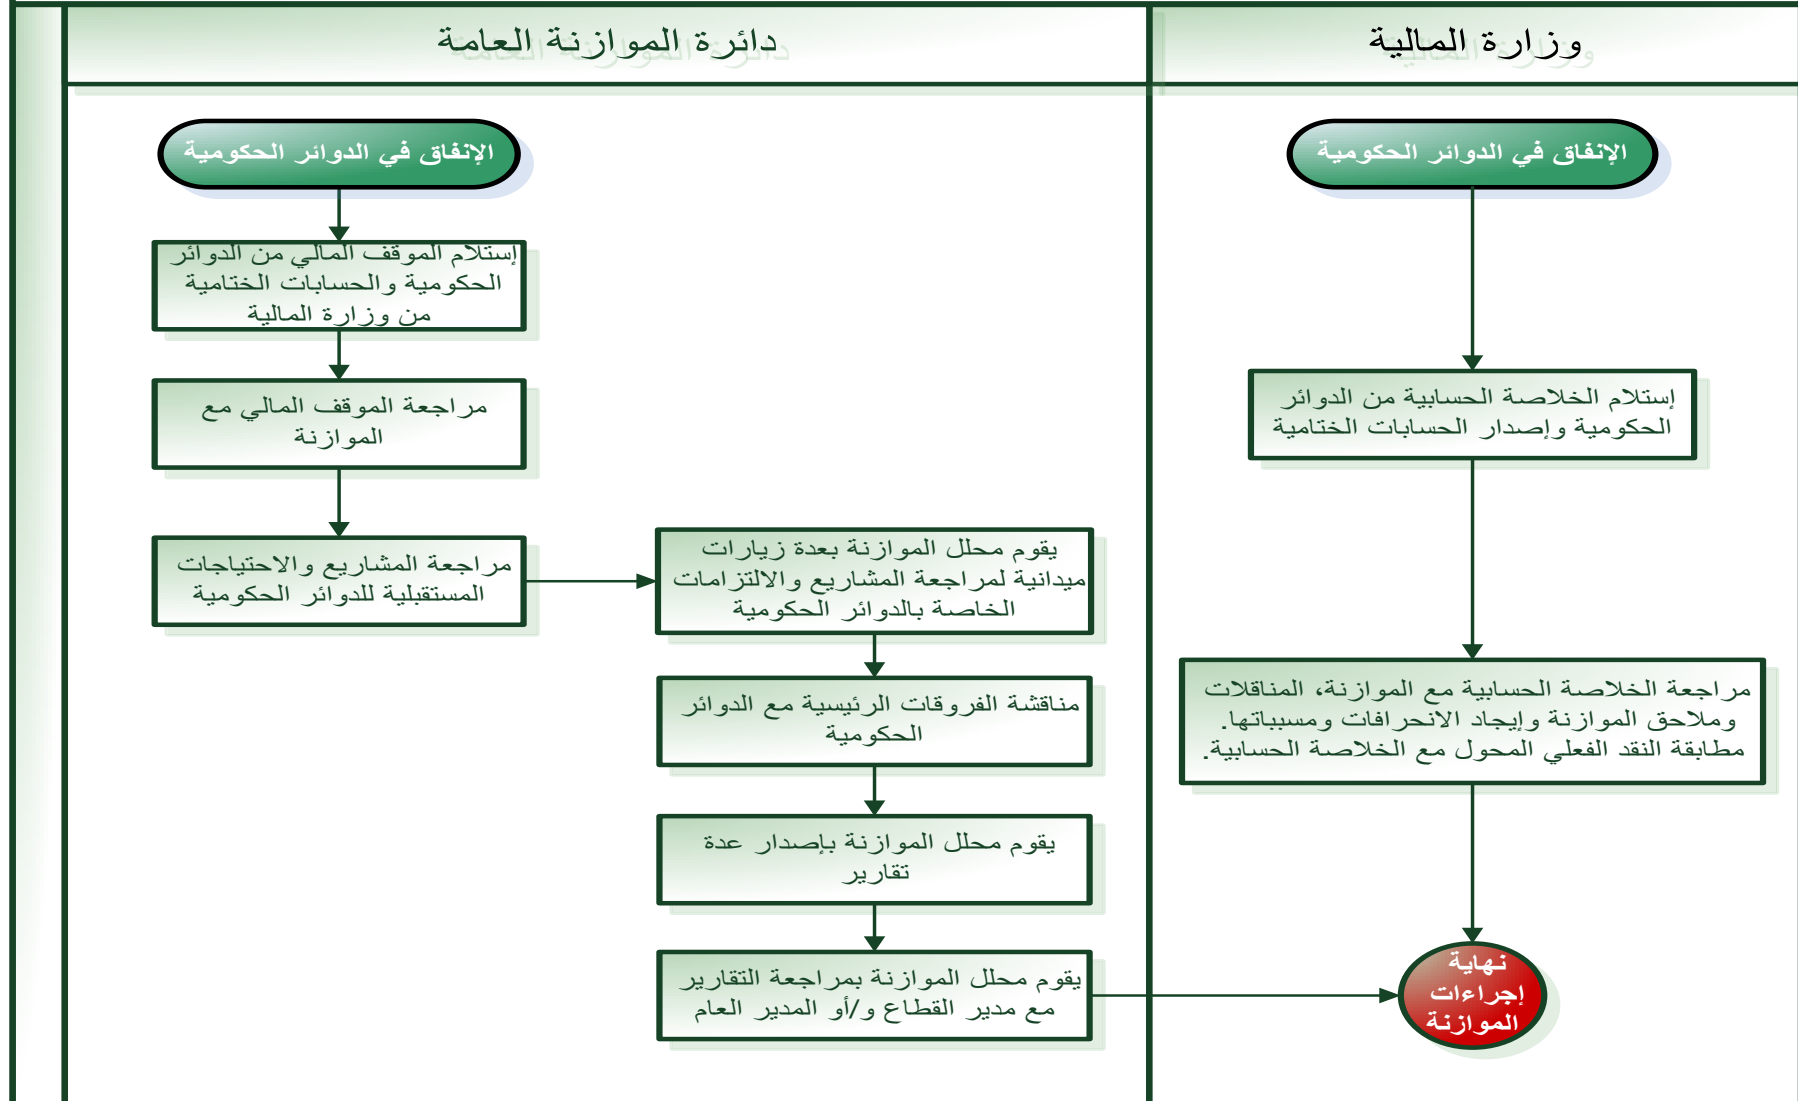 وزارة المالية
الإنفاق في الدوائر الحكومية
إستلام الخلاصة الحسابية من الدوائر
الحكومية وإصدار الحسابات الختامية
مراجعة الخلاصة الحسابية مع الموازنة، المناقلات
وملاحق الموازنة وإيجاد الانحرافات ومسبباتها.
مطابقة النقد الفعلي المحول مع الخلاصة الحسابية.
نهاية
إجراءات
الموازنة
دائرة الموازنة العامة
الإنفاق في الدوائر الحكومية
إستلام الموقف المالي من الدوائر
الحكومية والحسابات الختامية
من وزارة المالية
مراجعة الموقف المالي مع
الموازنة
مراجعة المشاريع والاحتياجات
المستقبلية للدوائر الحكومية
يقوم محلل الموازنة بعدة زيارات
ميدانية لمراجعة المشاريع والالتزامات
الخاصة بالدوائر الحكومية
مناقشة الفروقات الرئيسية مع الدوائر
الحكومية
يقوم محلل الموازنة بإصدار عدة
تقارير
يقوم محلل الموازنة بمراجعة التقارير
مع مدير القطاع و/أو المدير العام